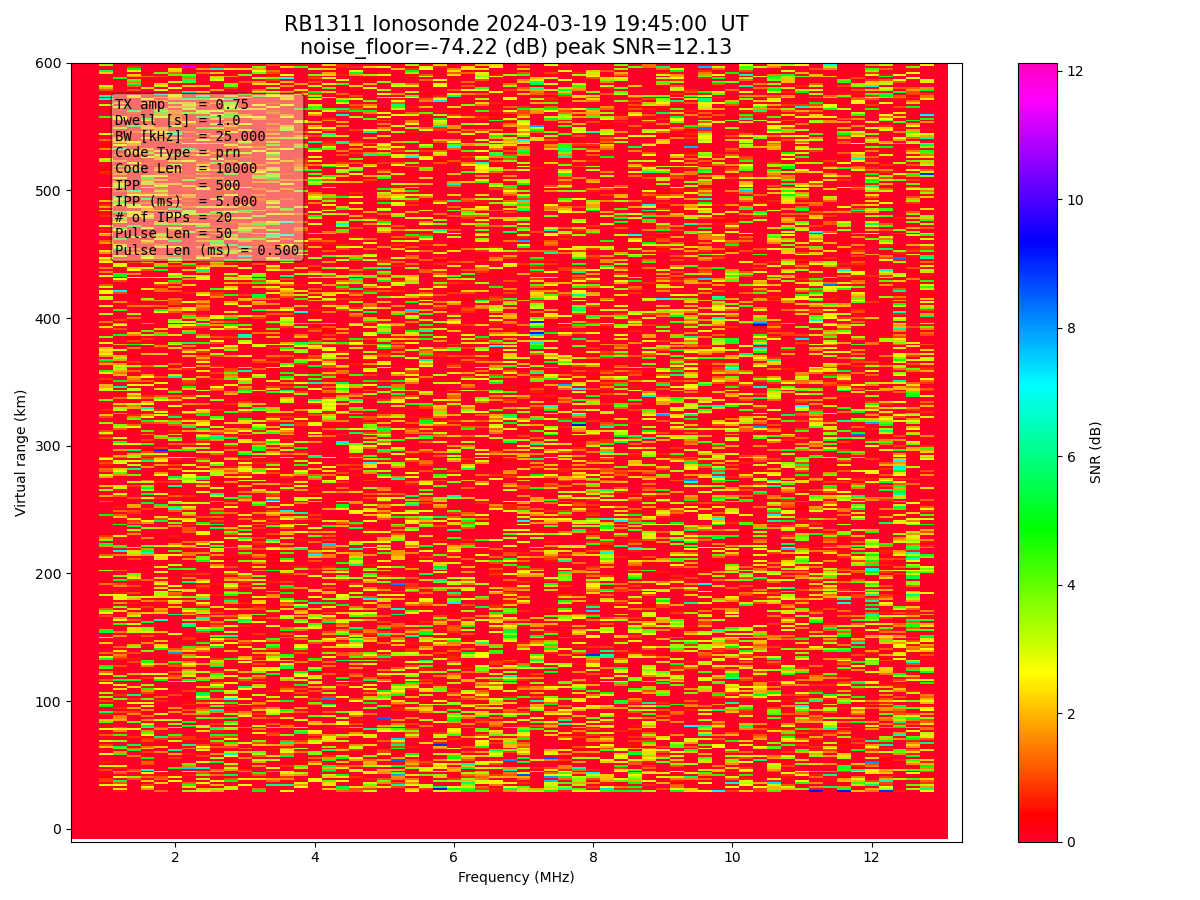 RB1311 Ionosonde 2024-03-19 19:45:00  UT
noise_floor=-74.22 (dB) peak SNR=12.13
600
500
400
300
200
100
0
Virtual range (km)
TX amp    = 0.75
Dwell [s] = 1.0
BW [kHz]  = 25.000
Code Type = prn
Code Len  = 10000
IPP       = 500
IPP (ms)  = 5.000
# of IPPs = 20
Pulse Len = 50
Pulse Len (ms) = 0.500
2 4 6 8 10 12
Frequency (MHz)
12
10
8
6
4
2
0
SNR (dB)